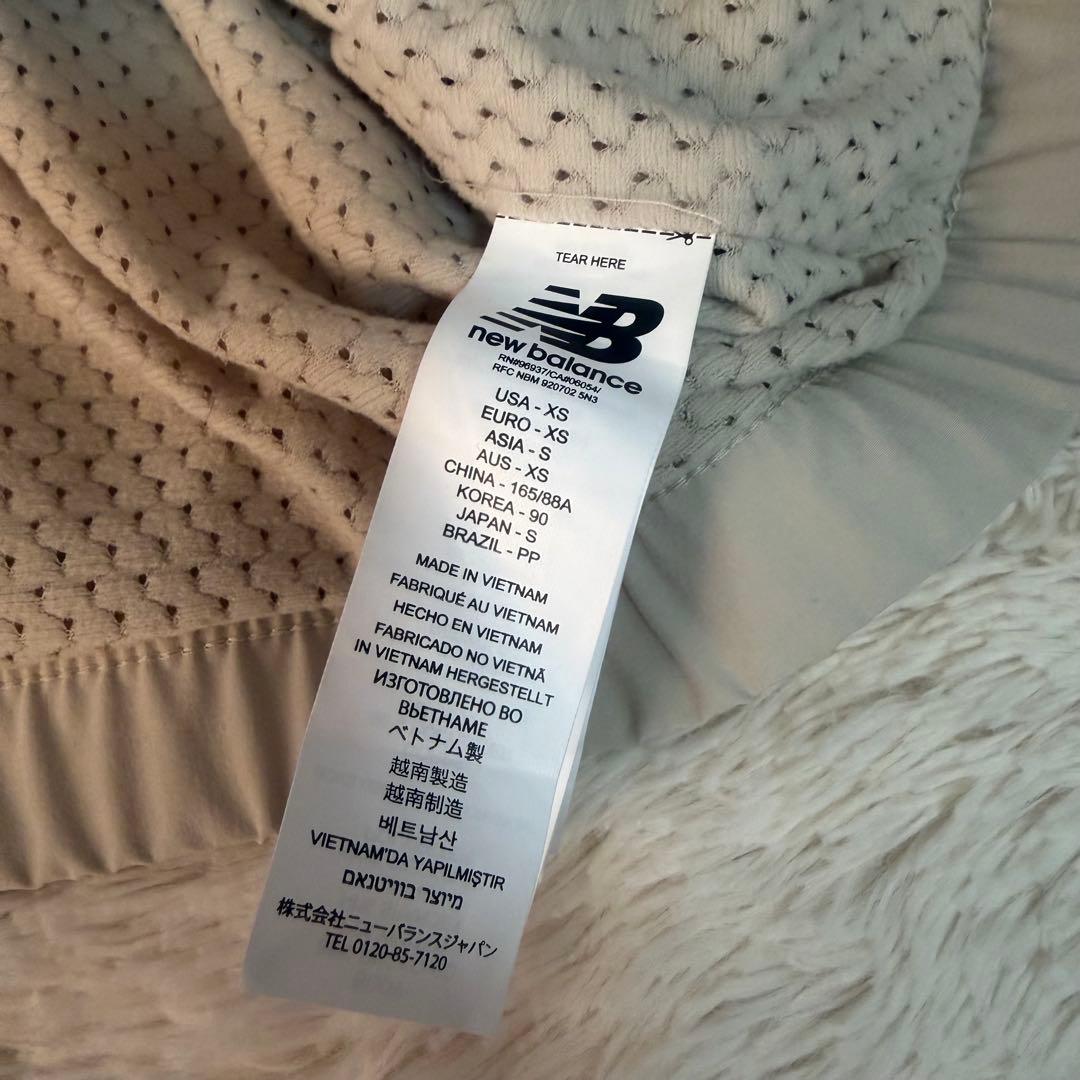 TEAR HERE
NB
new balance
RN#96937/CA#06054/
RFC NBM 920702 5N3
USA - XS
EURO - XS
ASIA - S
AUS - XS
CHINA - 165/88A
KOREA - 90
JAPAN - S
BRAZIL - PP
MADE IN VIETNAM
FABRIQUÉ AU VIETNAM
HECHO EN VIETNAM
FABRICADO NO VIETNÃ
IN VIETNAM HERGESTELLT
ИЗГОТОВЛЕНО ВО
ВЬЕТНАМЕ
ベトナム製
越南製造
越南制造
베트남산
VIETNAM'DA YAPILMIŞTIR
מיוצר בוויטנאם
株式会社ニューバランスジャパン
TEL 0120-85-7120